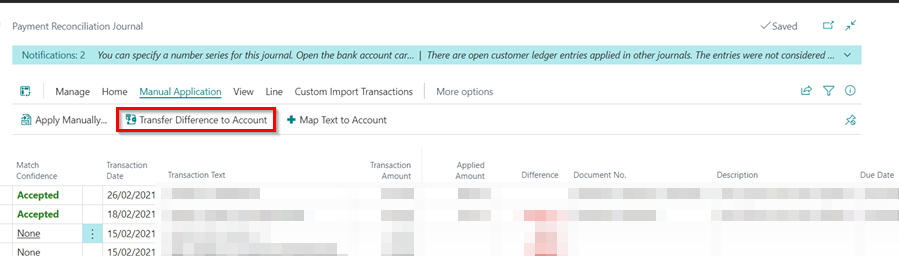 Payment Reconciliation Journal
Saved
Notifications: 2 You can specify a number series for this journal. Open the bank account car... | There are open customer ledger entries applied in other journals. The entries were not considered ...
Manage Home Manual Application View Line Custom Import Transactions More options
Apply Manually... Transfer Difference to Account Map Text to Account
Match Confidence Transaction Date Transaction Text Transaction Amount Applied Amount Difference Document No. Description Due Date
Accepted 26/02/2021
Accepted 18/02/2021
None 15/02/2021
None 15/02/2021